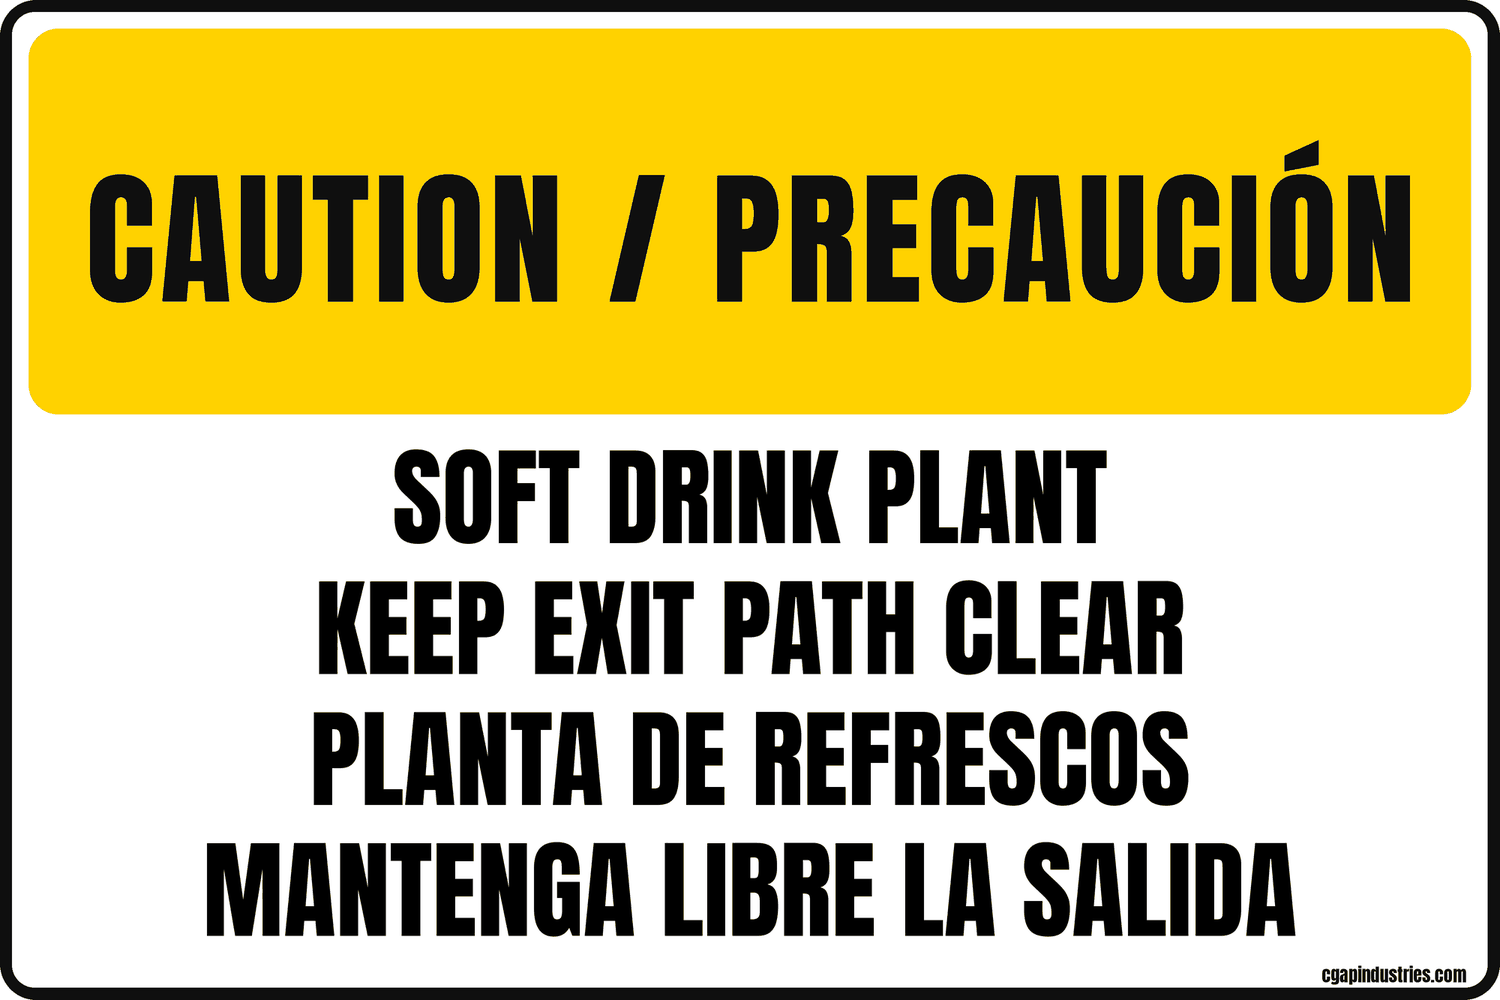 CAUTION / PRECAUCIÓN
SOFT DRINK PLANT
KEEP EXIT PATH CLEAR
PLANTA DE REFRESCOS
MANTENGA LIBRE LA SALIDA
cgapindustries.com